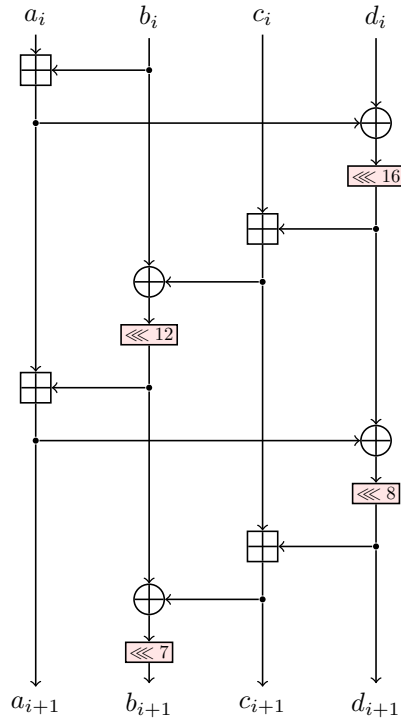 a_i b_i c_i d_i
⋘ 16
⋘ 12
⋘ 8
⋘ 7
a_{i+1} b_{i+1} c_{i+1} d_{i+1}